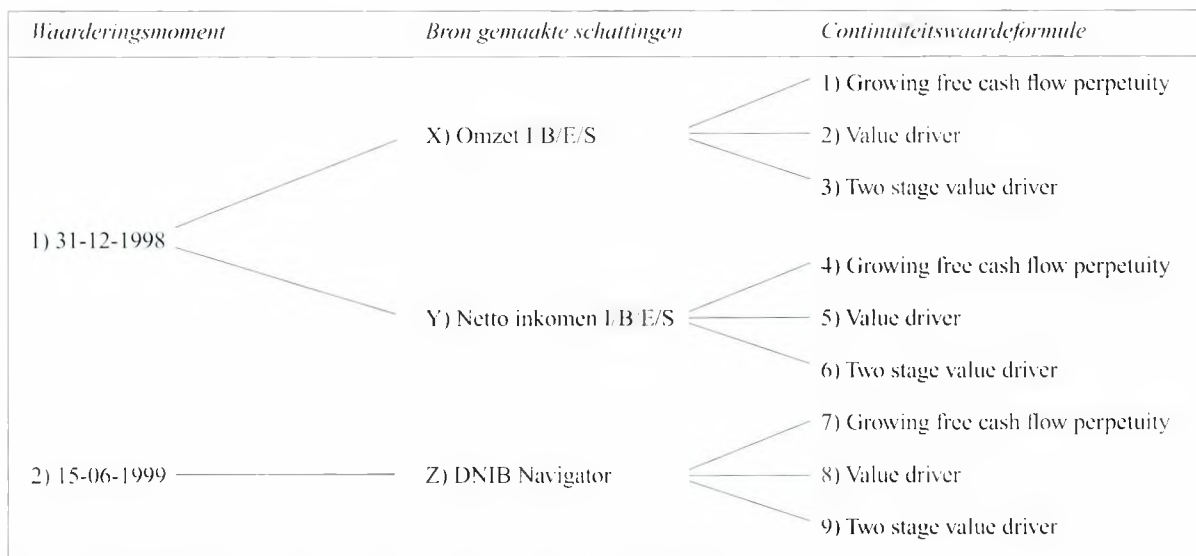 Waarderingsmoment Bron gemaakte schattingen Continuiteitswaardeformule
1) Growing free cash flow perpetuity
X) Omzet I B/E/S 2) Value driver
3) Two stage value driver
1) 31-12-1998
4) Growing free cash flow perpetuity
Y) Netto inkomen I/B/E/S 5) Value driver
6) Two stage value driver
7) Growing free cash flow perpetuity
2) 15-06-1999 Z) DNIB Navigator 8) Value driver
9) Two stage value driver